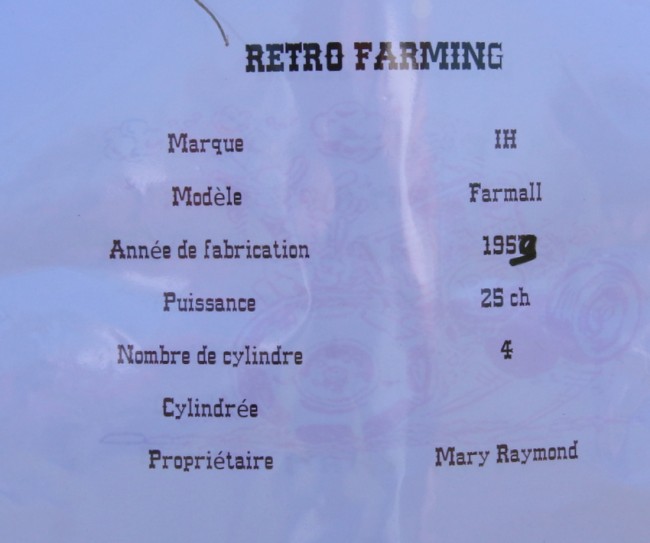 RETRO FARMING
Marque IH
Modèle Farmall
Année de fabrication 1959
Puissance 25 ch
Nombre de cylindre 4
Cylindrée
Propriétaire Mary Raymond